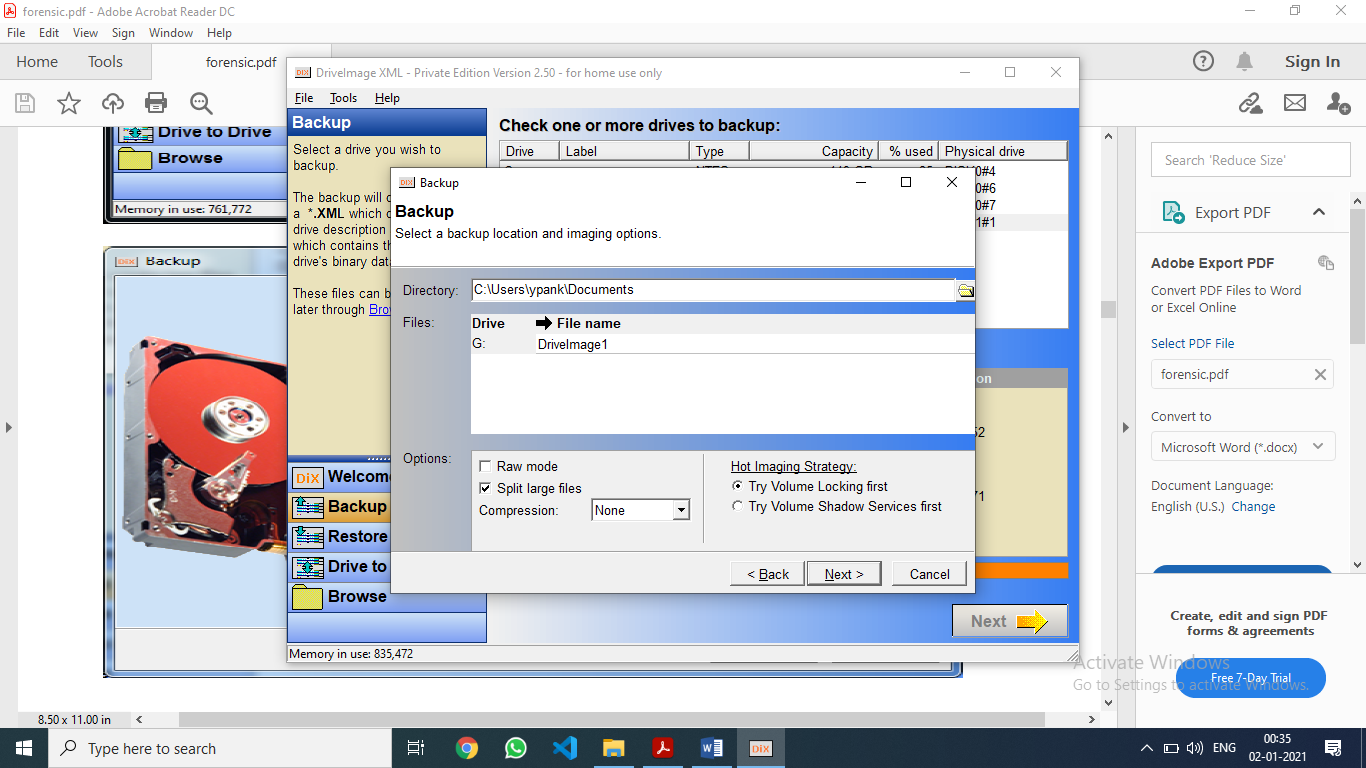 forensic.pdf - Adobe Acrobat Reader DC
File Edit View Sign Window Help
Home Tools forensic.pdf
Sign In
Drive to Drive
Browse
Memory in use: 761,772
DiX Backup
DiX DriveImage XML - Private Edition Version 2.50 - for home use only
File Tools Help
Backup
Select a drive you wish to
backup.
The backup will
a *.XML which
drive description
which contains
drive's binary
These files can
later through
DiX Welcome
Backup
Restore
Drive to
Browse
Memory in use: 835,472
Check one or more drives to backup:
Drive Label Type Capacity % used Physical drive
Next
DiX Backup
Backup
Select a backup location and imaging options.
Directory: C:\Users\ypank\Documents
Files:
Drive File name
G: DriveImage1
Options:
Raw mode
Split large files
Compression: None
Hot Imaging Strategy:
Try Volume Locking first
Try Volume Shadow Services first
< Back Next > Cancel
Search 'Reduce Size'
Export PDF
Adobe Export PDF
Convert PDF Files to Word
or Excel Online
Select PDF File
forensic.pdf
Convert to
Microsoft Word (*.docx)
Document Language:
English (U.S.) Change
Create, edit and sign PDF
forms & agreements
Free 7-Day Trial
Activate Windows
Go to Settings to activate Windows.
8.50 x 11.00 in
Type here to search
DiX
ENG
00:35
02-01-2021